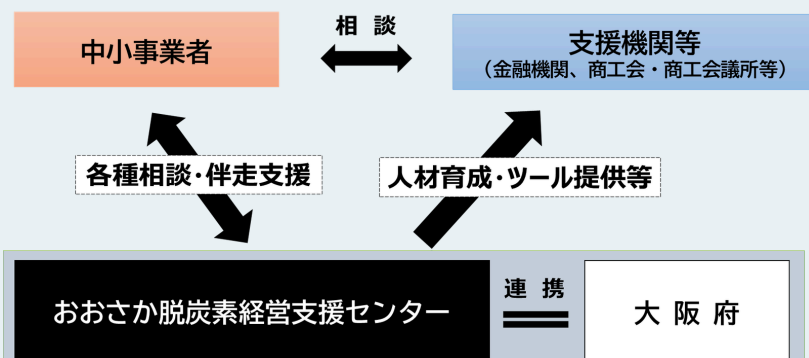 中小事業者
相 談
支援機関等
（金融機関、商工会・商工会議所等）
各種相談・伴走支援
人材育成・ツール提供等
おおさか脱炭素経営支援センター
連 携
大 阪 府